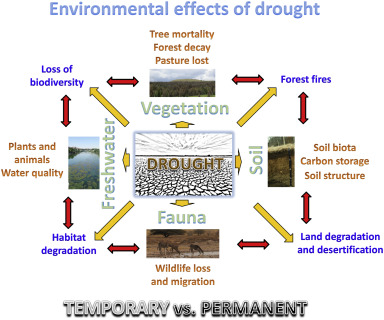 Environmental effects of drought
Tree mortality
Forest decay
Pasture lost
Loss of
biodiversity
Forest fires
Vegetation
Plants and
animals
Water quality
Freshwater
DROUGHT
Soil
Soil biota
Carbon storage
Soil structure
Fauna
Habitat
degradation
Land degradation
and desertification
Wildlife loss
and migration
TEMPORARY vs. PERMANENT